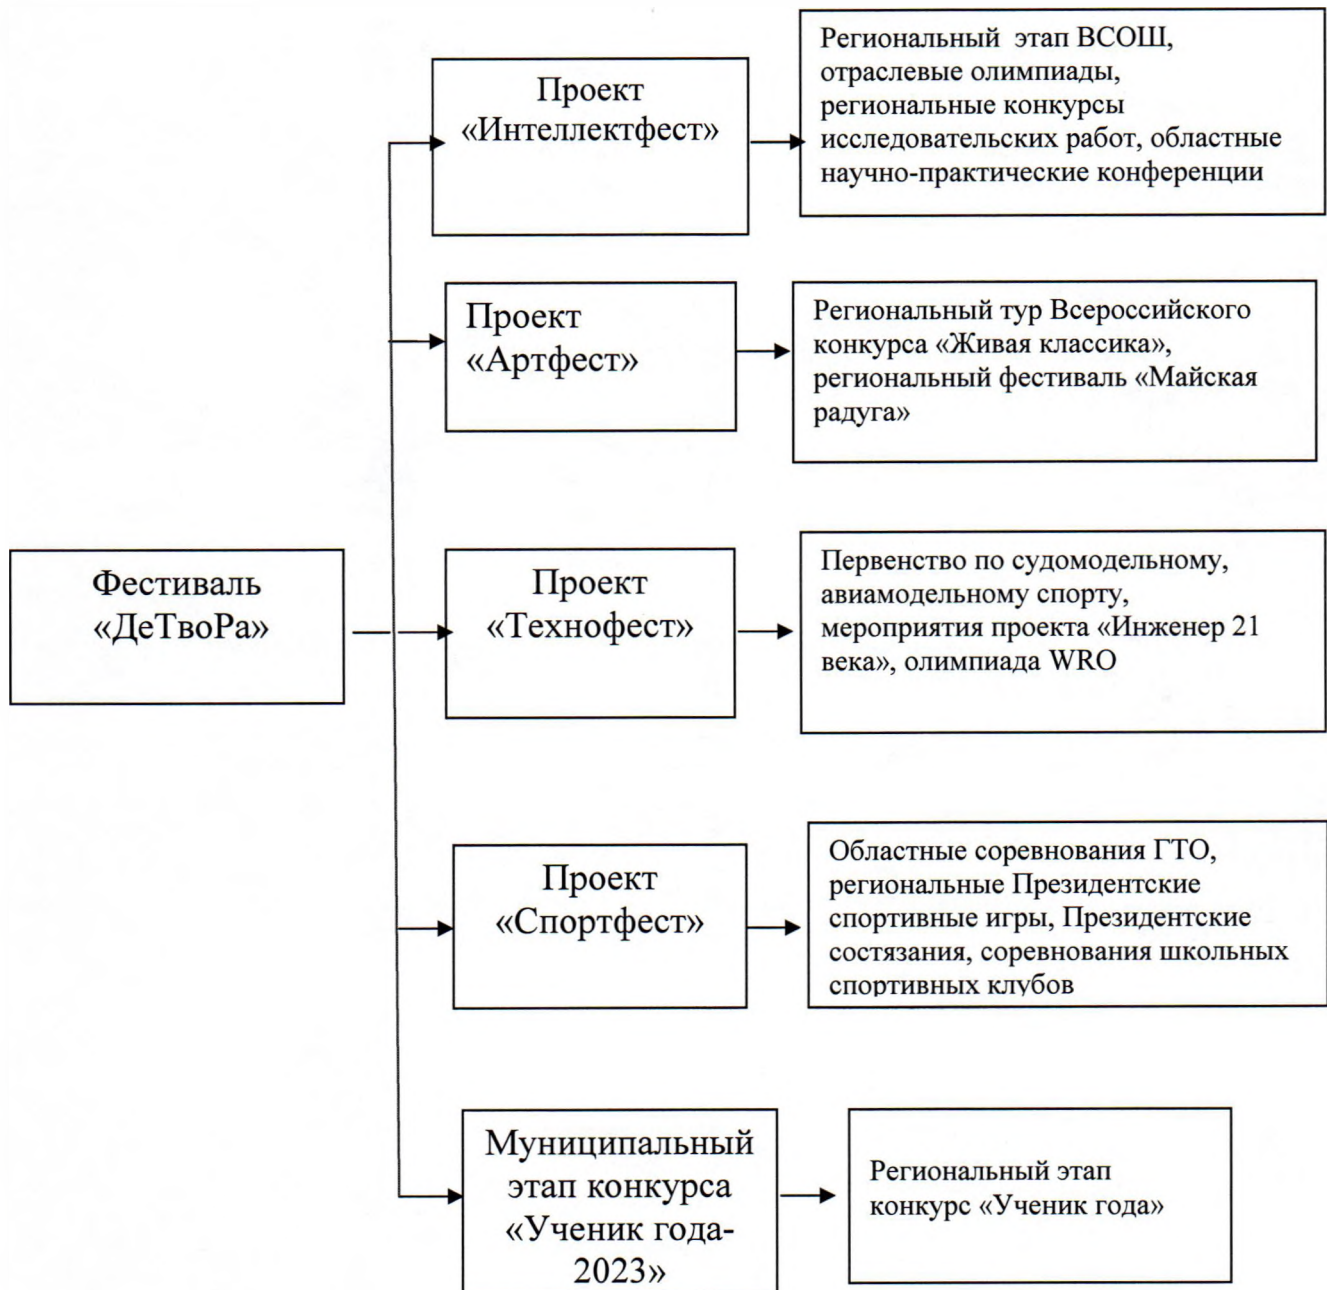 Проект
«Интеллектфест»
Региональный этап ВСОШ,
отраслевые олимпиады,
региональные конкурсы
исследовательских работ, областные
научно-практические конференции
Проект
«Артфест»
Региональный тур Всероссийского
конкурса «Живая классика»,
региональный фестиваль «Майская
радуга»
Фестиваль
«ДеТвоРа»
Проект
«Технофест»
Первенство по судомодельному,
авиамодельному спорту,
мероприятия проекта «Инженер 21
века», олимпиада WRO
Проект
«Спортфест»
Областные соревнования ГТО,
региональные Президентские
спортивные игры, Президентские
состязания, соревнования школьных
спортивных клубов
Муниципальный
этап конкурса
«Ученик года-
2023»
Региональный этап
конкурс «Ученик года»